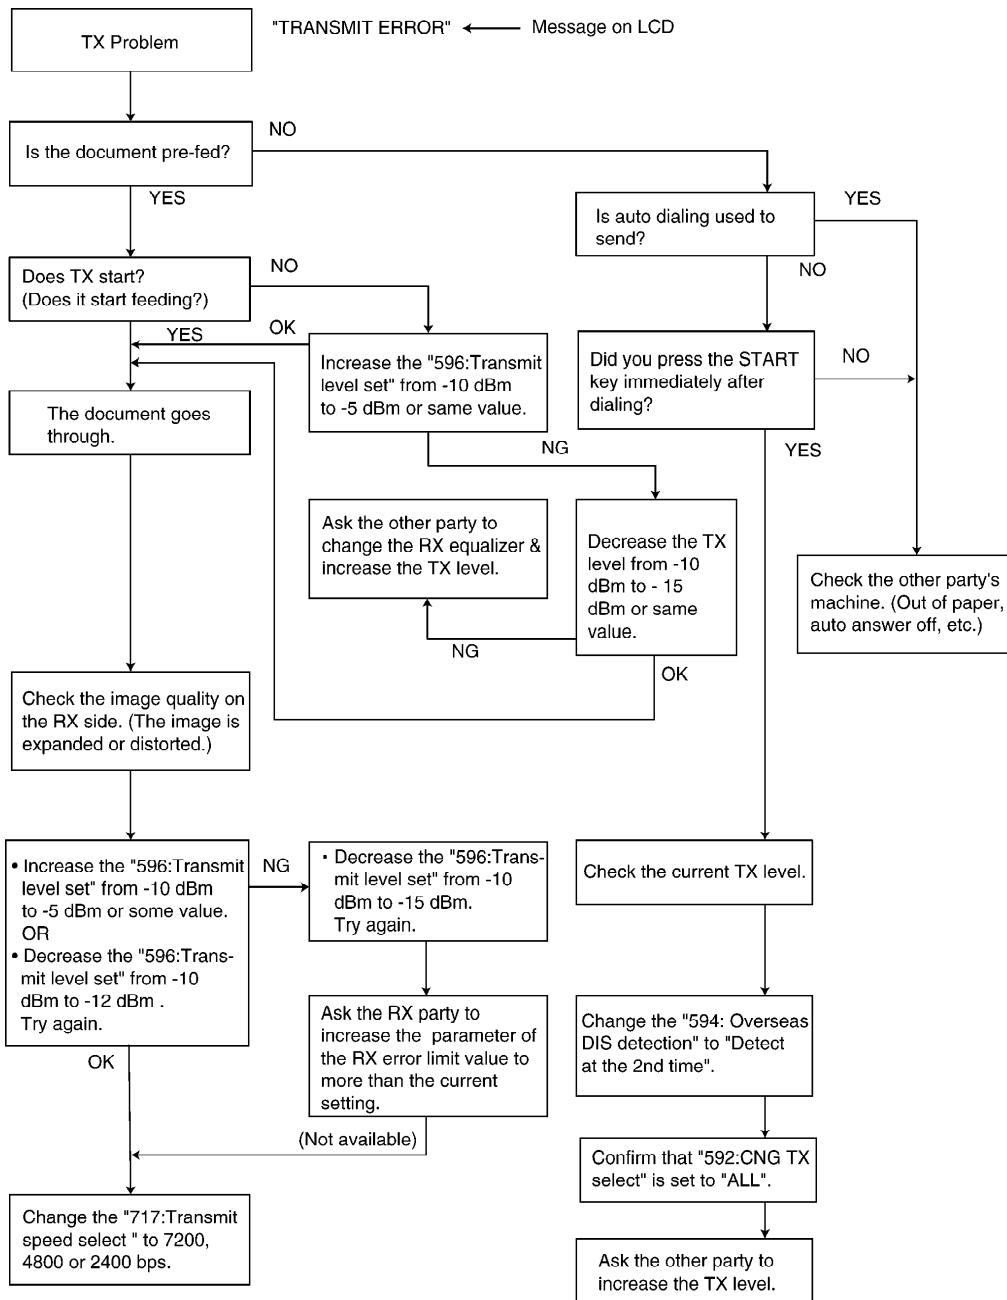 TX Problem
"TRANSMIT ERROR"
Message on LCD
Is the document pre-fed?
NO
YES
Is auto dialing used to
send?
YES
NO
Does TX start?
(Does it start feeding?)
NO
YES
OK
Increase the "596:Transmit
level set" from -10 dBm
to -5 dBm or same value.
Did you press the START
key immediately after
dialing?
NO
YES
The document goes
through.
NG
Ask the other party to
change the RX equalizer &
increase the TX level.
Decrease the TX
level from -10
dBm to - 15
dBm or same
value.
NG
OK
Check the other party's
machine. (Out of paper,
auto answer off, etc.)
Check the image quality on
the RX side. (The image is
expanded or distorted.)
• Increase the "596:Transmit
level set" from -10 dBm
to -5 dBm or some value.
OR
• Decrease the "596:Trans-
mit level set" from -10
dBm to -12 dBm .
Try again.
NG
OK
• Decrease the "596:Trans-
mit level set" from -10
dBm to -15 dBm.
Try again.
Check the current TX level.
Ask the RX party to
increase the parameter of
the RX error limit value to
more than the current
setting.
(Not available)
Change the "594: Overseas
DIS detection" to "Detect
at the 2nd time".
Confirm that "592:CNG TX
select" is set to "ALL".
Change the "717:Transmit
speed select " to 7200,
4800 or 2400 bps.
Ask the other party to
increase the TX level.